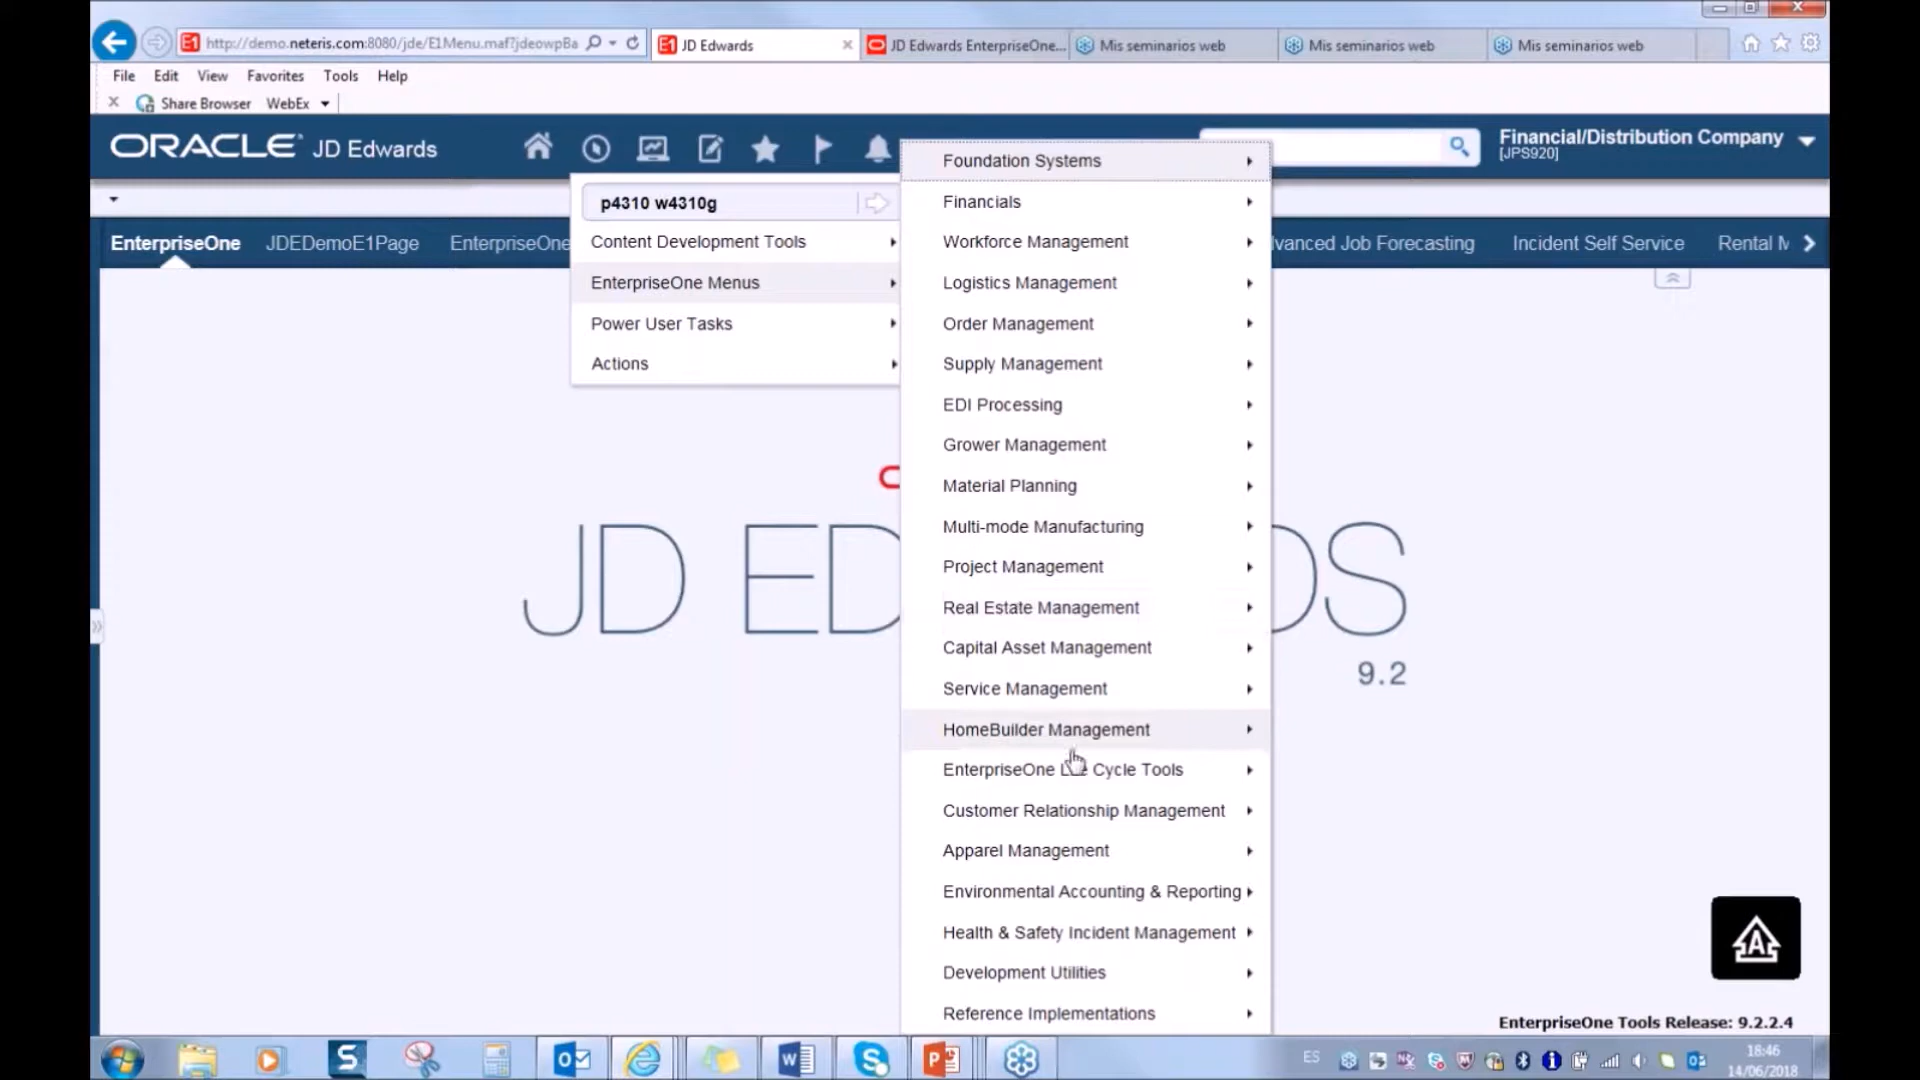 http://demo.neteris.com:8080/jde/E1Menu.maf?jdeowpBa
JD Edwards
JD Edwards EnterpriseOne...
Mis seminarios web
Mis seminarios web
Mis seminarios web
File Edit View Favorites Tools Help
Share Browser WebEx
ORACLE JD Edwards
Financial/Distribution Company
[JPS920]
EnterpriseOne
JDEDemoE1Page
EnterpriseOne
Job Forecasting
Incident Self Service
Rental
p4310 w4310g
Content Development Tools
EnterpriseOne Menus
Power User Tasks
Actions
Foundation Systems
Financials
Workforce Management
Logistics Management
Order Management
Supply Management
EDI Processing
Grower Management
Material Planning
Multi-mode Manufacturing
Project Management
Real Estate Management
Capital Asset Management
Service Management
HomeBuilder Management
EnterpriseOne Cycle Tools
Customer Relationship Management
Apparel Management
Environmental Accounting & Reporting
Health & Safety Incident Management
Development Utilities
Reference Implementations
JD ED S
9.2
EnterpriseOne Tools Release: 9.2.2.4
ES
18:46
14/06/2018